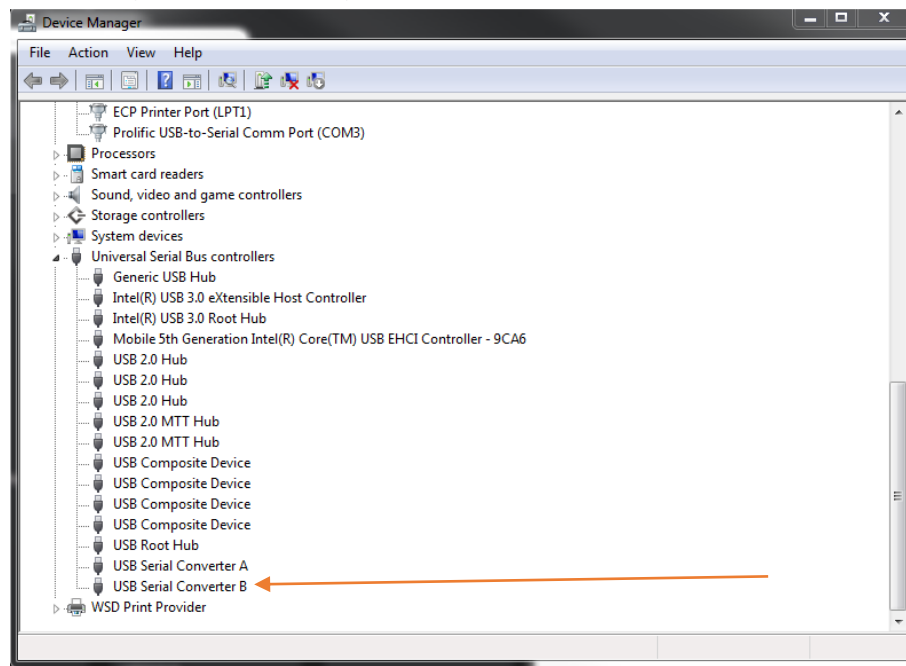 Device Manager
File Action View Help
ECP Printer Port (LPT1)
Prolific USB-to-Serial Comm Port (COM3)
Processors
Smart card readers
Sound, video and game controllers
Storage controllers
System devices
Universal Serial Bus controllers
Generic USB Hub
Intel(R) USB 3.0 eXtensible Host Controller
Intel(R) USB 3.0 Root Hub
Mobile 5th Generation Intel(R) Core(TM) USB EHCI Controller - 9CA6
USB 2.0 Hub
USB 2.0 Hub
USB 2.0 Hub
USB 2.0 MTT Hub
USB 2.0 MTT Hub
USB Composite Device
USB Composite Device
USB Composite Device
USB Composite Device
USB Root Hub
USB Serial Converter A
USB Serial Converter B
WSD Print Provider